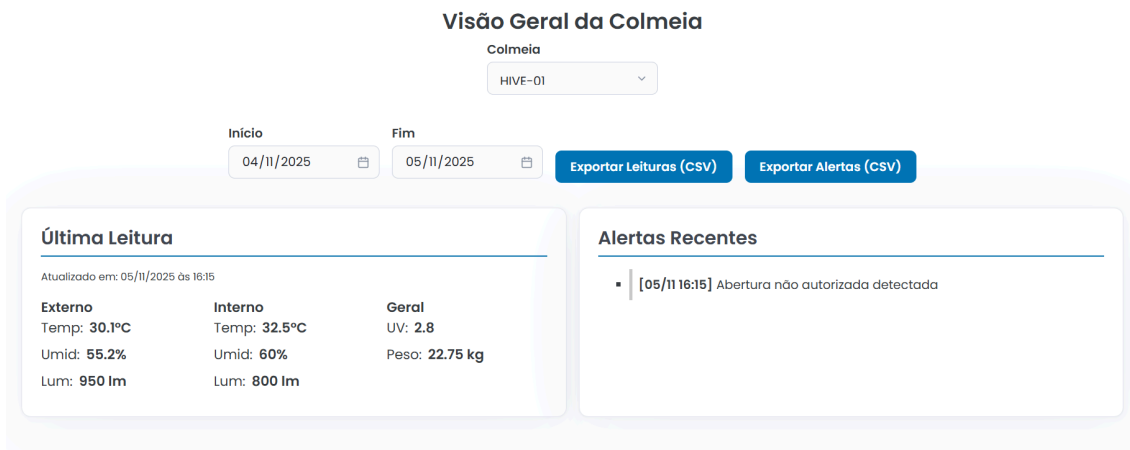 Visão Geral da Colmeia
Colmeia
HIVE-01
Início
Fim
04/11/2025
05/11/2025
Exportar Leituras (CSV)
Exportar Alertas (CSV)
Última Leitura
Atualizado em: 05/11/2025 às 16:15
Externo
Temp: 30.1°C
Umid: 55.2%
Lum: 950 lm
Interno
Temp: 32.5°C
Umid: 60%
Lum: 800 lm
Geral
UV: 2.8
Peso: 22.75 kg
Alertas Recentes
[05/11 16:15] Abertura não autorizada detectada